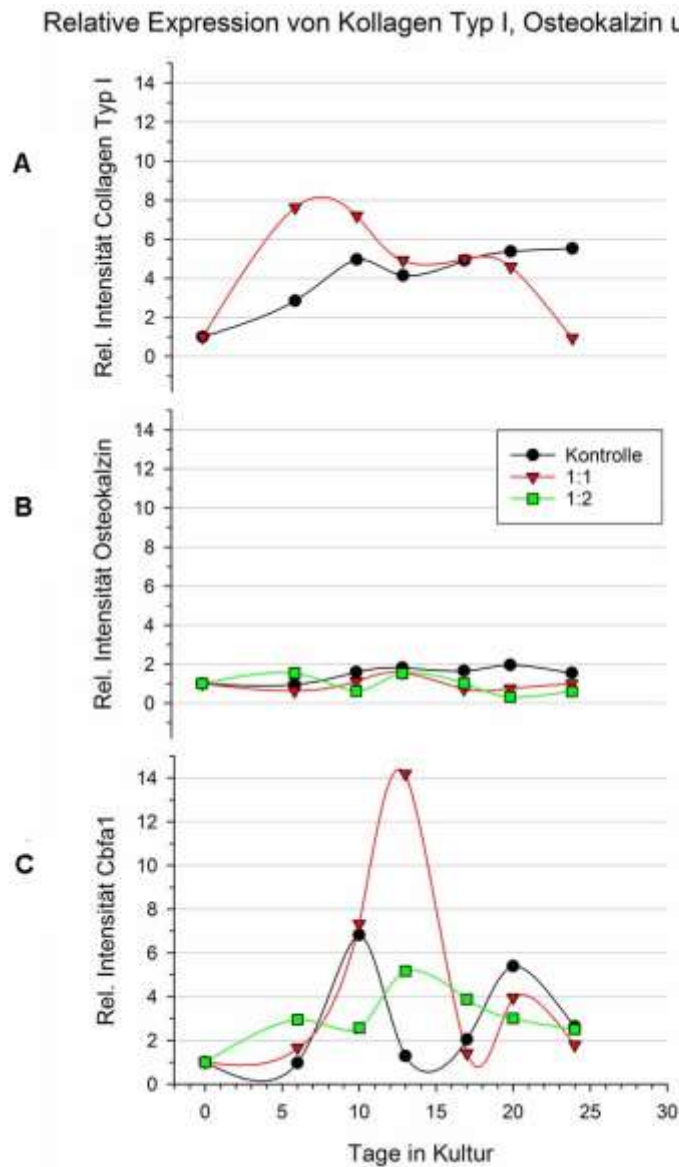 Relative Expression von Kollagen Typ I, Osteokalzin u
A
Rel. Intensität Collagen Typ I
14
12
10
8
6
4
2
0
B
Rel. Intensität Osteokalzin
14
12
10
8
6
4
2
0
Kontrolle
1:1
1:2
C
Rel. Intensität Cbfa1
14
12
10
8
6
4
2
0
0 5 10 15 20 25 30
Tage in Kultur